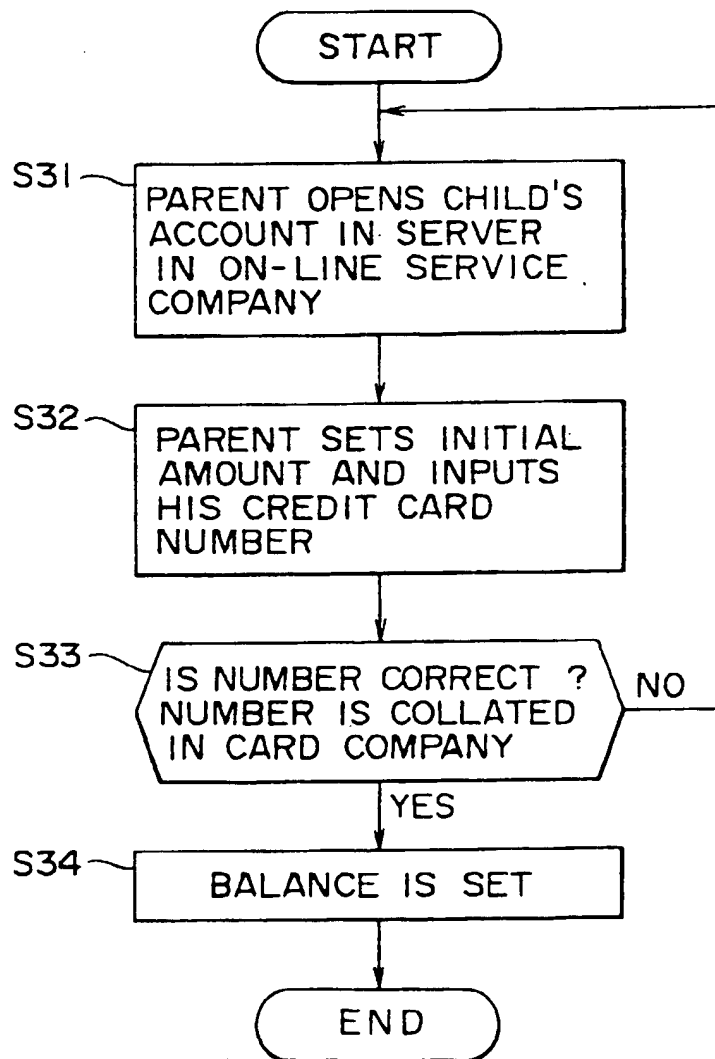 START
S31
PARENT OPENS CHILD'S
ACCOUNT IN SERVER
IN ON-LINE SERVICE
COMPANY
S32
PARENT SETS INITIAL
AMOUNT AND INPUTS
HIS CREDIT CARD
NUMBER
S33
IS NUMBER CORRECT ?
NUMBER IS COLLATED
IN CARD COMPANY
NO
YES
S34
BALANCE IS SET
END